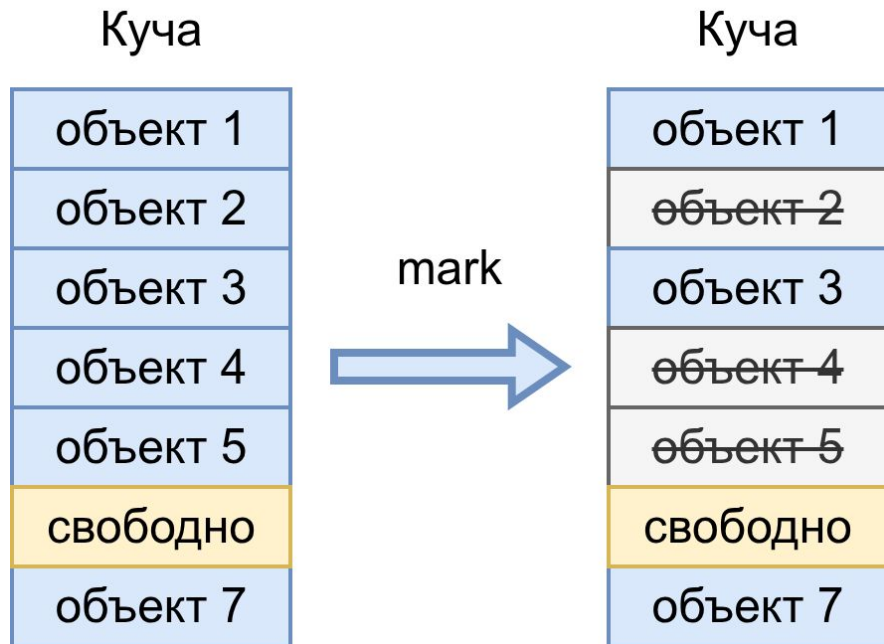 Куча
объект 1
объект 2
объект 3
объект 4
объект 5
свободно
объект 7
mark
Куча
объект 1
объект 2
объект 3
объект 4
объект 5
свободно
объект 7